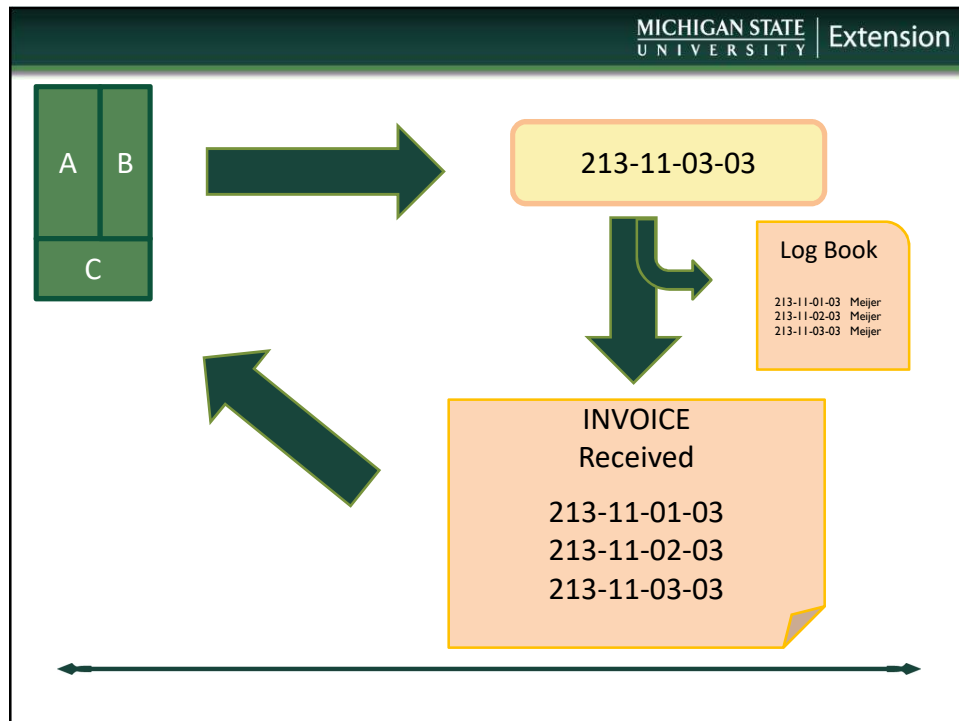 MICHIGAN STATE
UNIVERSITY
Extension
A
B
C
213-11-03-03
Log Book
213-11-01-03 Meijer
213-11-02-03 Meijer
213-11-03-03 Meijer
INVOICE
Received
213-11-01-03
213-11-02-03
213-11-03-03